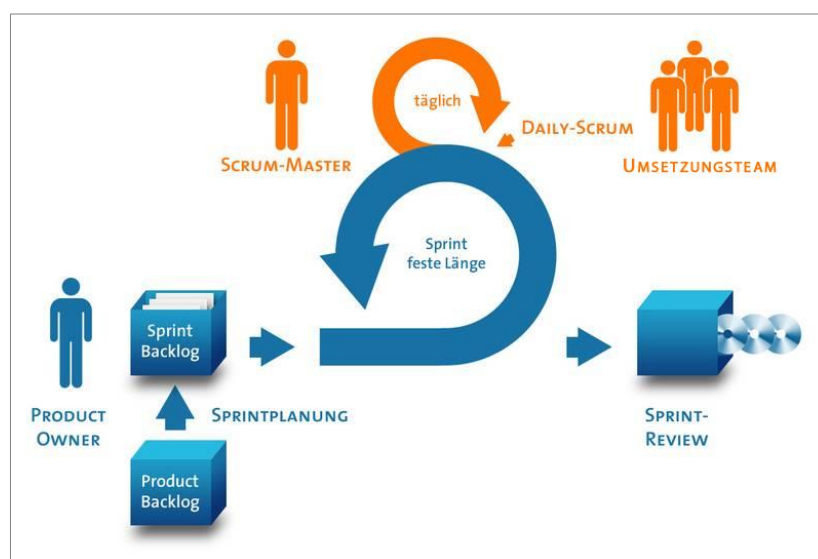 täglich
DAILY-SCRUM
SCRUM-MASTER
UMSETZUNGSTEAM
Sprint
feste Länge
Sprint
Backlog
PRODUCT
OWNER
SPRINTPLANUNG
SPRINT-
REVIEW
Product
Backlog